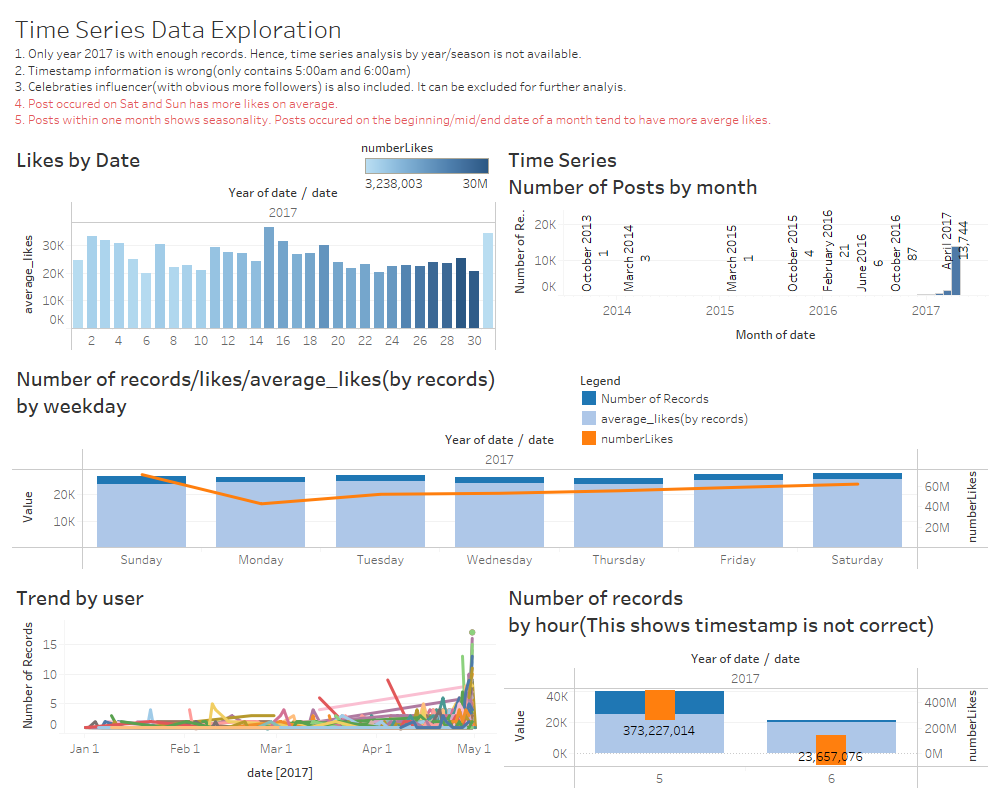 Time Series Data Exploration
1. Only year 2017 is with enough records. Hence, time series analysis by year/season is not available.
2. Timestamp information is wrong(only contains 5:00am and 6:00am)
3. Celebraties influencer(with obvious more followers) is also included. It can be excluded for further analyis.
4. Post occured on Sat and Sun has more likes on average.
5. Posts within one month shows seasonality. Posts occured on the beginning/mid/end date of a month tend to have more averge likes.
Likes by Date
numberLikes
3,238,003 30M
Year of date / date
2017
average_likes
30K
20K
10K
0K
2 4 6 8 10 12 14 16 18 20 22 24 26 28 30
Time Series
Number of Posts by month
Number of Re..
20K
10K
0K
October 2013
1
March 2014
3
March 2015
1
October 2015
4
February 2016
21
June 2016
6
October 2016
87
April 2017
13,744
2014 2015 2016 2017
Month of date
Number of records/likes/average_likes(by records)
by weekday
Legend
Number of Records
average_likes(by records)
numberLikes
Year of date / date
2017
Value
20K
10K
60M
40M
20M
numberLikes
Sunday Monday Tuesday Wednesday Thursday Friday Saturday
Trend by user
Number of Records
15
10
5
0
Jan 1 Feb 1 Mar 1 Apr 1 May 1
date [2017]
Number of records
by hour(This shows timestamp is not correct)
Year of date / date
2017
Value
40K
20K
0K
373,227,014
23,657,076
400M
200M
0M
numberLikes
5 6